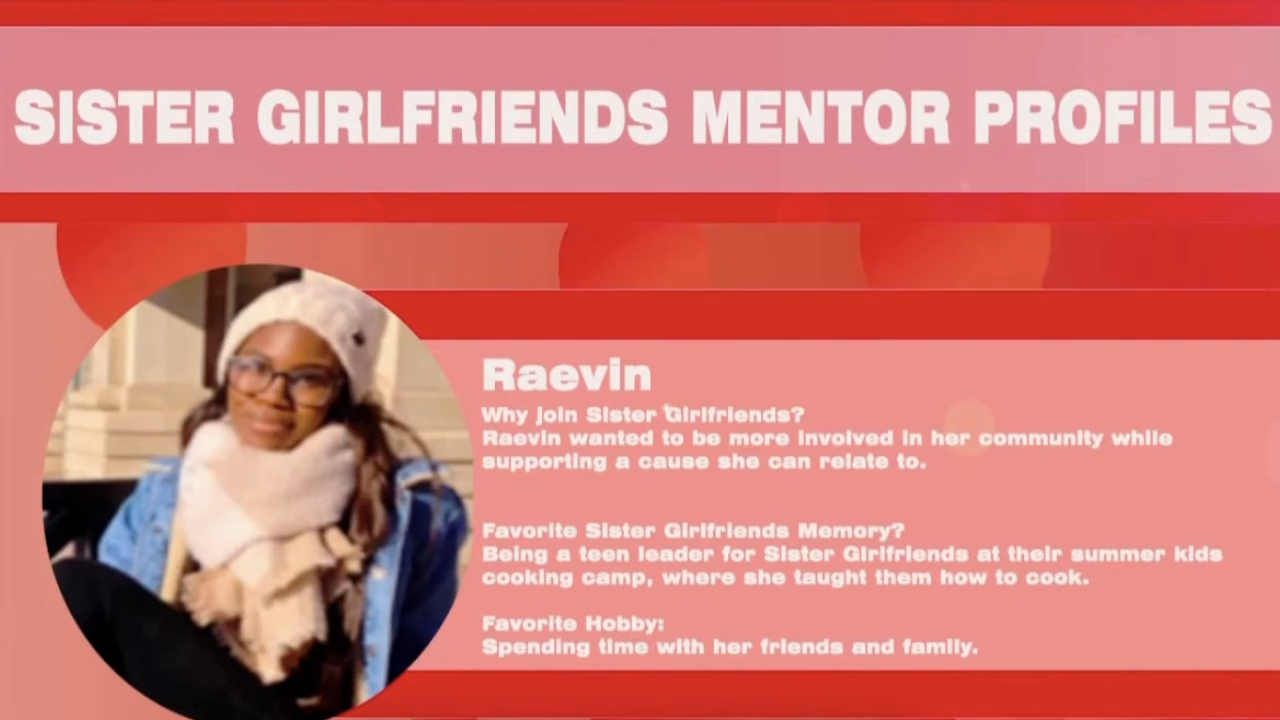 SISTER GIRLFRIENDS MENTOR PROFILES
Raevin
Why join Sister Girlfriends?
Raevin wanted to be more involved in her community while
supporting a cause she can relate to.
Favorite Sister Girlfriends Memory?
Being a teen leader for Sister Girlfriends at their summer kids
cooking camp, where she taught them how to cook.
Favorite Hobby:
Spending time with her friends and family.